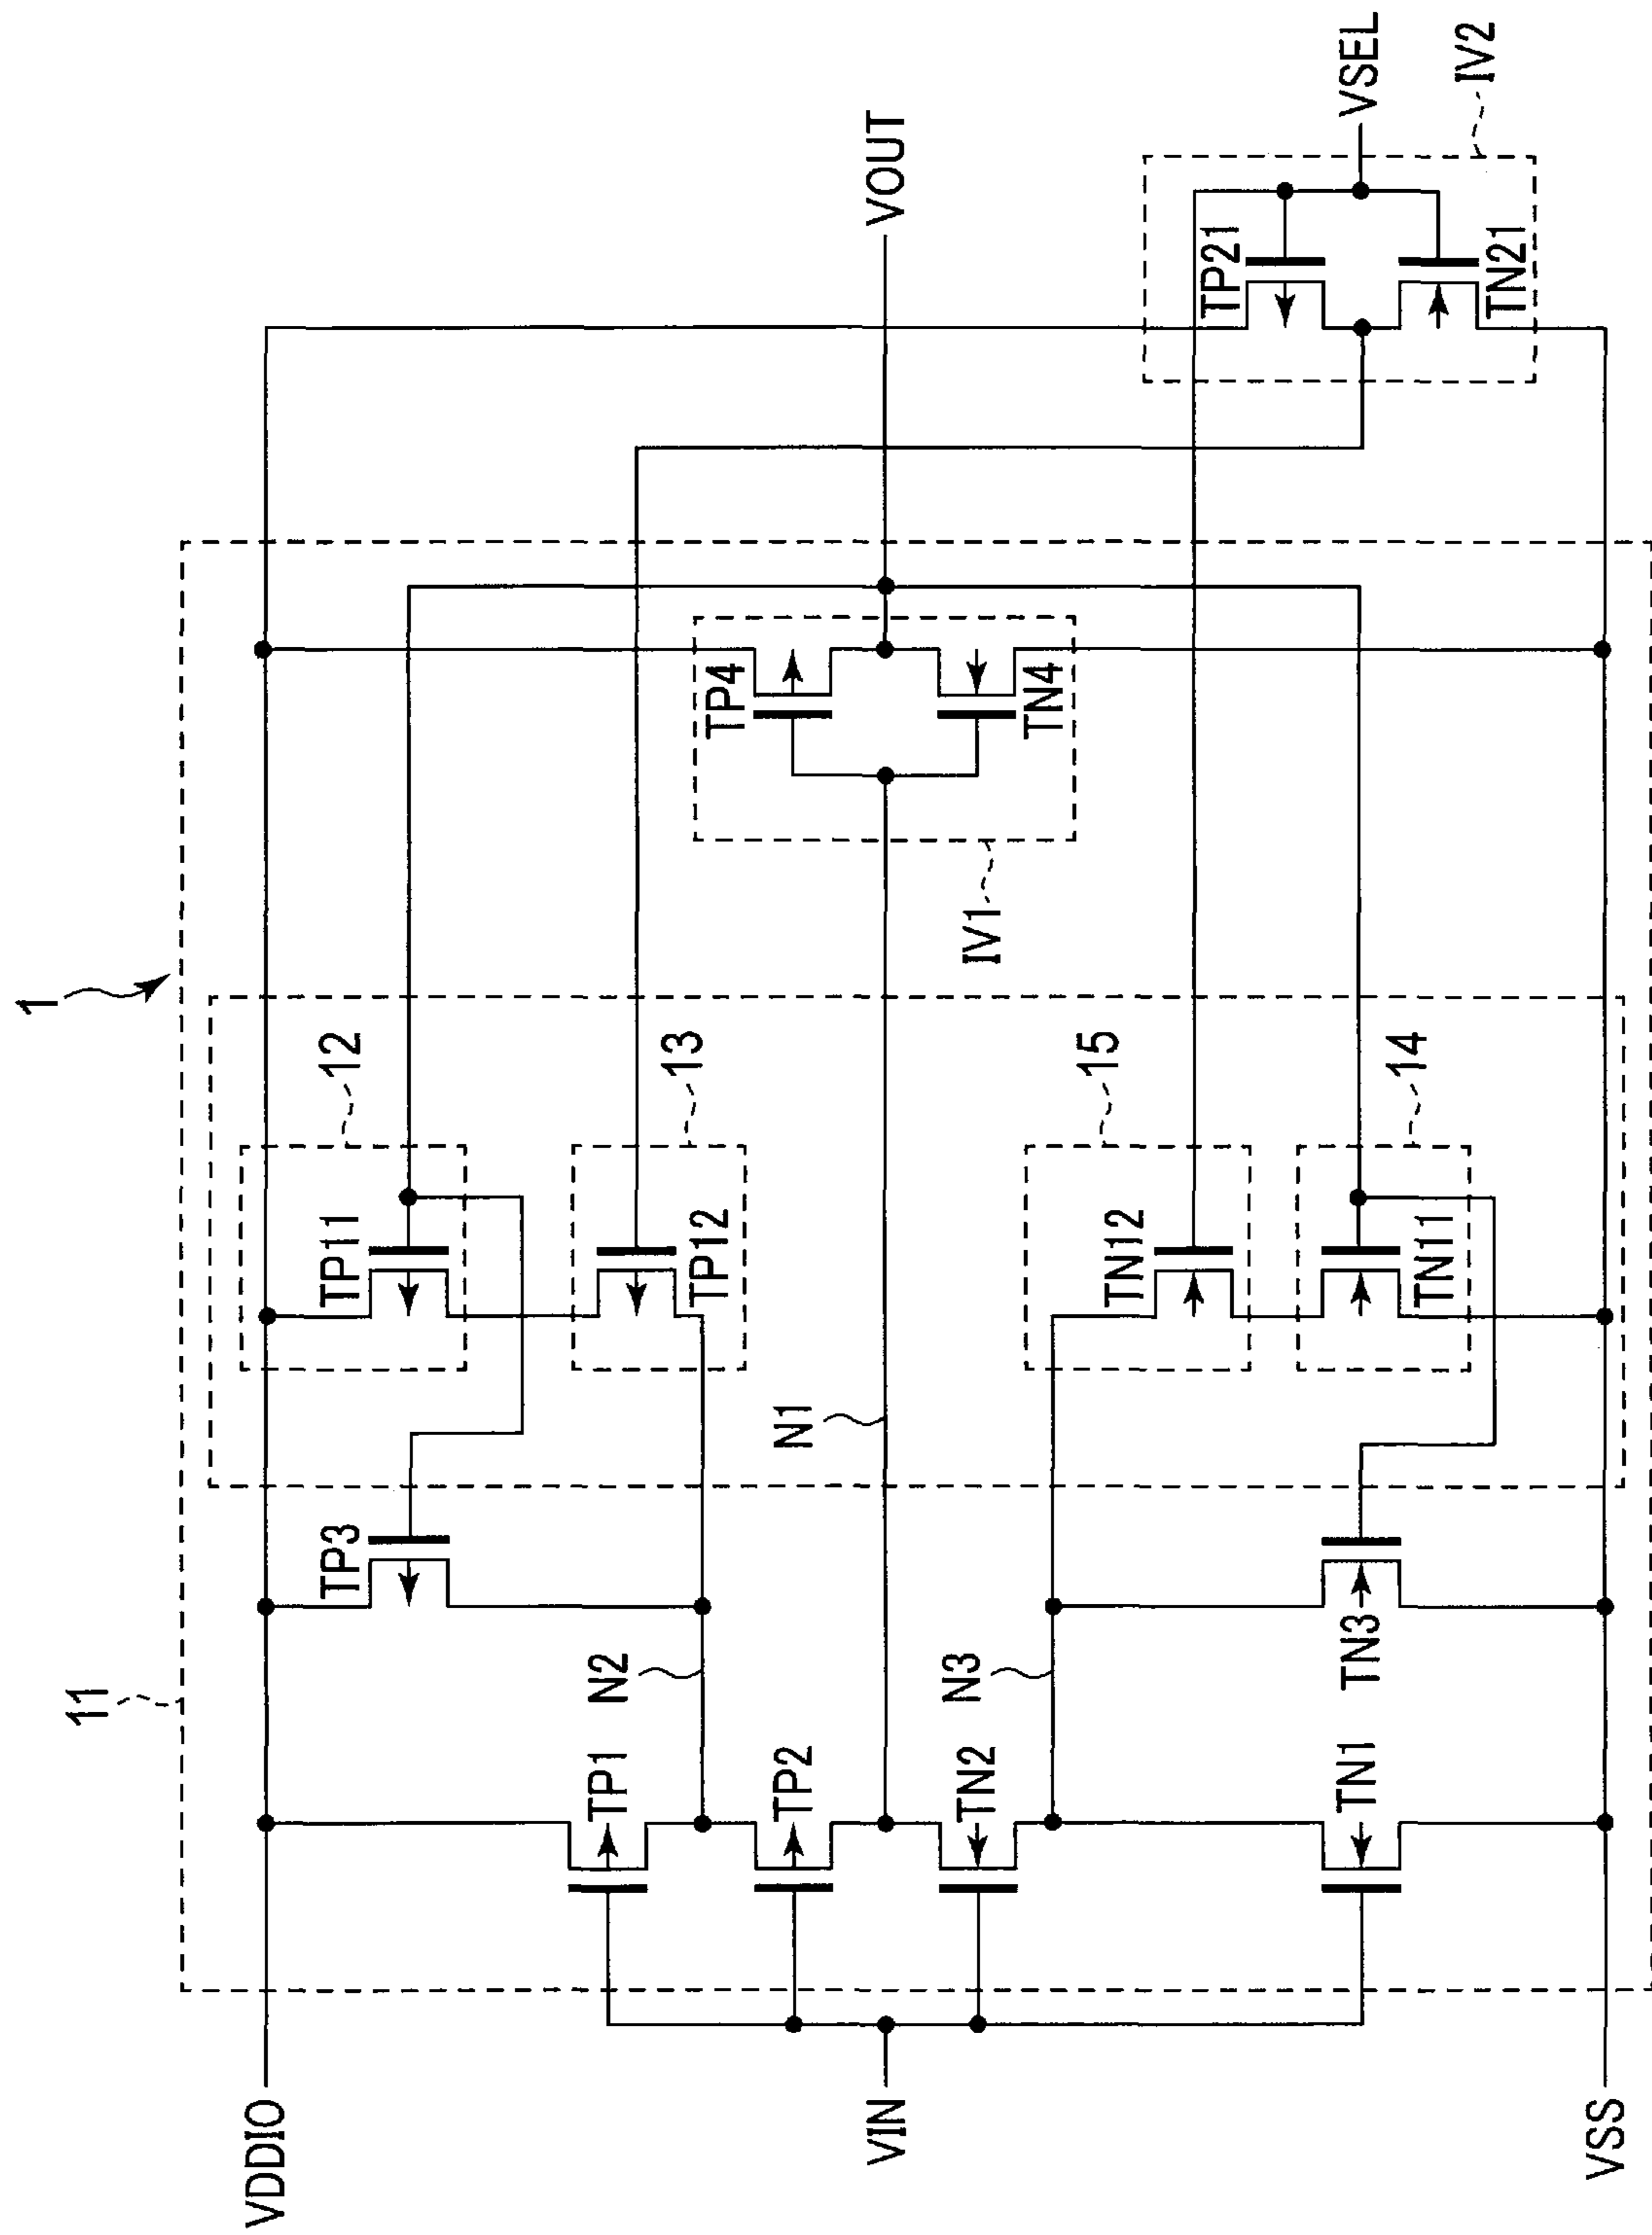 1
11
VDDIO
VIN
VSS
TP1
TP2
TN2
TN1
N2
N3
TP3
TN3
N1
TP11
12
TP12
13
TN12
15
TN11
14
IV1
TP4
TN4
VOUT
TP21
TN21
VSEL
IV2